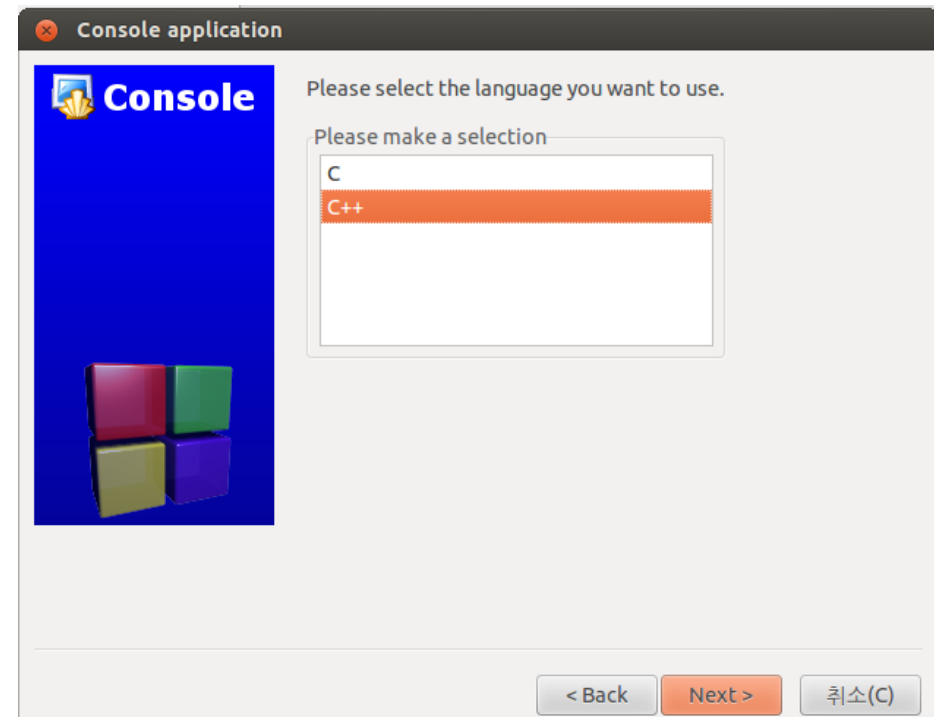 Console application
Console
Please select the language you want to use.
Please make a selection
C
C++
< Back
Next >
취소(C)